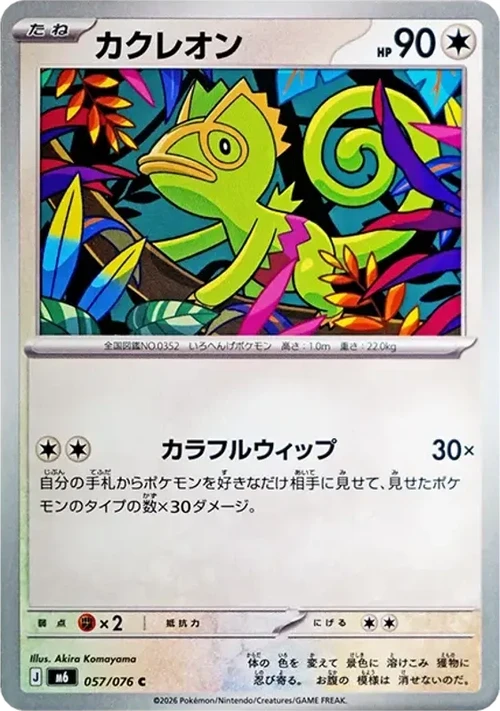 たね カクレオン HP 90
全国図鑑NO.0352 いろへんげポケモン 高さ：1.0m 重さ：22.0kg
カラフルウィップ 30×
自分の手札からポケモンを好きなだけ相手に見せて、見せたポケ
モンのタイプの数×30ダメージ。
弱点 ×2 抵抗力 にげる
Illus. Akira Komayama
J M6 057/076 C
体の 色を 変えて 景色に 溶けこみ 獲物に
忍び寄る。 お腹の 模様は 消せないのだ。
©2026 Pokémon/Nintendo/Creatures/GAME FREAK.